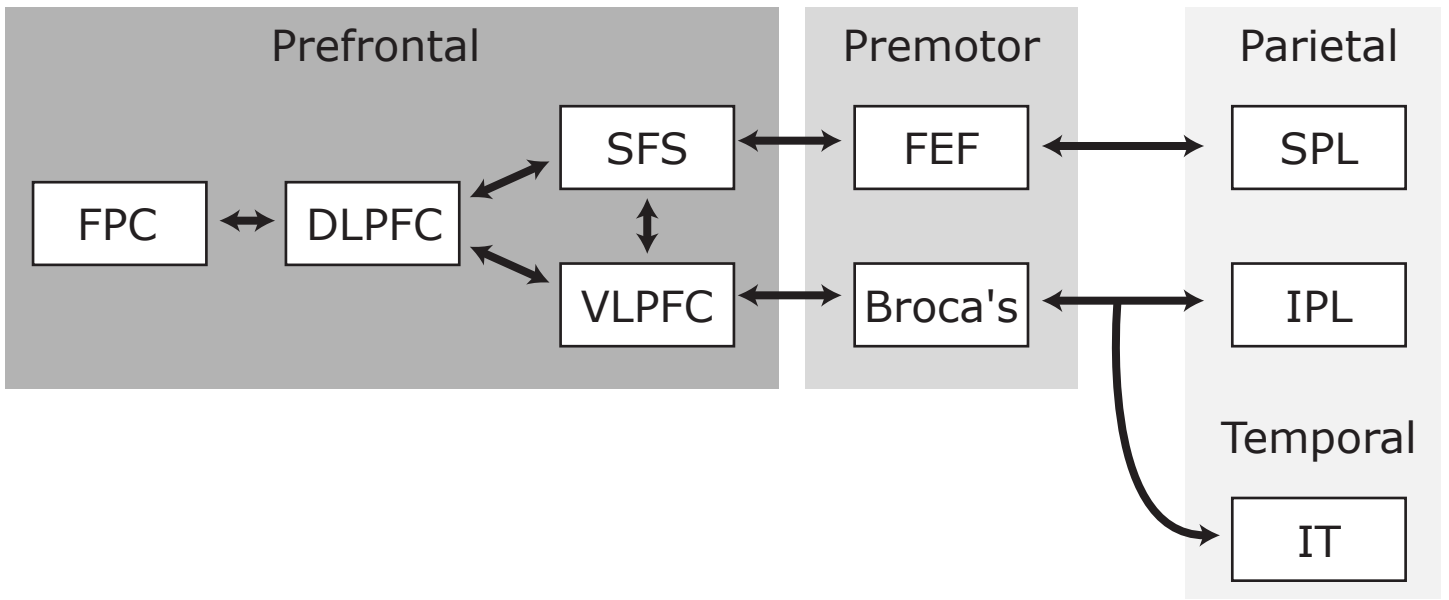 Prefrontal
Premotor
Parietal
SFS
FEF
SPL
FPC
DLPFC
VLPFC
Broca's
IPL
Temporal
IT